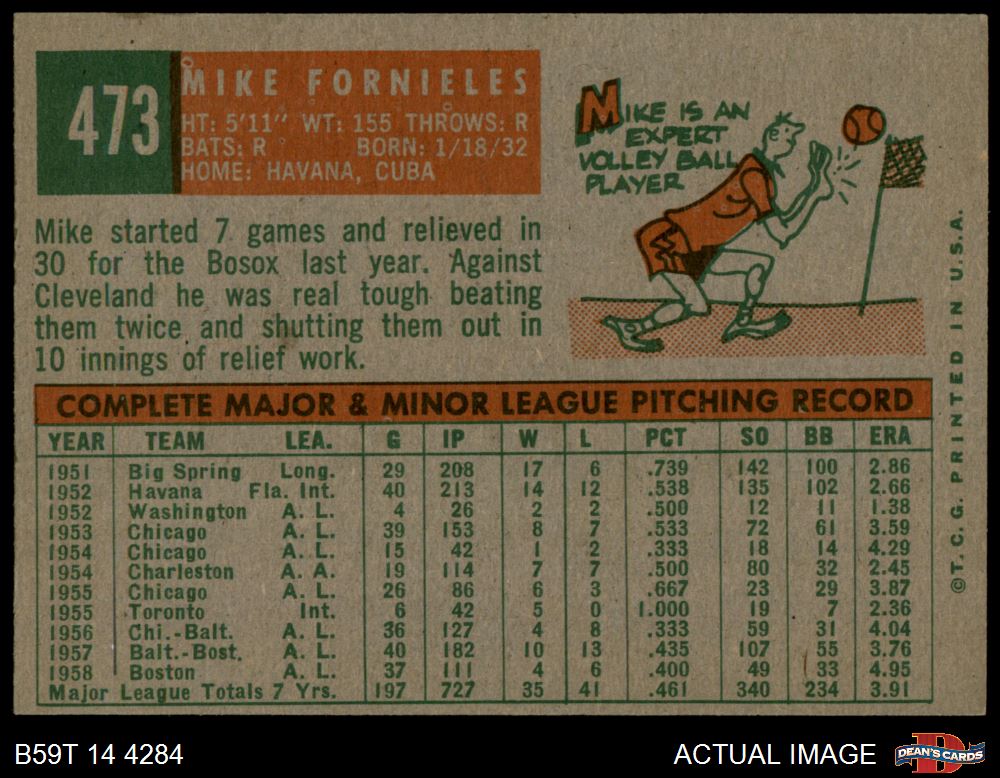 473
MIKE FORNIELES
HT: 5'11" WT: 155 THROWS: R
BATS: R BORN: 1/18/32
HOME: HAVANA, CUBA
MIKE IS AN
EXPERT
VOLLEY BALL
PLAYER
Mike started 7 games and relieved in
30 for the Bosox last year. Against
Cleveland he was real tough beating
them twice and shutting them out in
10 innings of relief work.
COMPLETE MAJOR & MINOR LEAGUE PITCHING RECORD
YEAR TEAM LEA. G IP W L PCT SO BB ERA
1951 Big Spring Long. 29 208 17 6 .739 142 100 2.86
1952 Havana Fla. Int. 40 213 14 12 .538 135 102 2.66
1952 Washington A. L. 4 26 2 2 .500 12 11 1.38
1953 Chicago A. L. 39 153 8 7 .533 72 61 3.59
1954 Chicago A. L. 15 42 1 2 .333 18 14 4.29
1954 Charleston A. A. 19 114 7 7 .500 80 32 2.45
1955 Chicago A. L. 26 86 6 3 .667 23 29 3.87
1955 Toronto Int. 6 42 5 0 1.000 19 7 2.36
1956 Chi.-Balt. A. L. 36 127 4 8 .333 59 31 4.04
1957 Balt.-Bost. A. L. 40 182 10 13 .435 107 55 3.76
1958 Boston A. L. 37 111 4 6 .400 49 33 4.95
Major League Totals 7 Yrs. 197 727 35 41 .461 340 234 3.91
©T. C. G. PRINTED IN U.S.A.
B59T 14 4284
ACTUAL IMAGE
DEAN'S CARDS